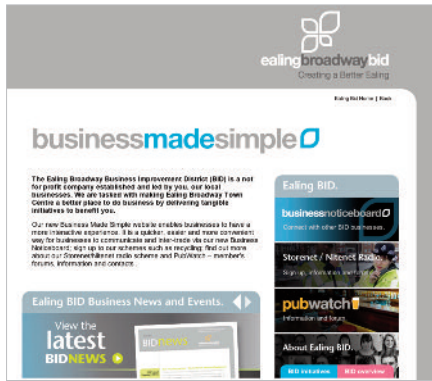 ealingbroadwaybid
Creating a Better Ealing
Ealing Bid Home | Back
businessmadesimple
The Ealing Broadway Business Improvement District (BID) is a not
for profit company established and led by you, our local
businesses. We are tasked with making Ealing Broadway Town
Centre a better place to do business by delivering tangible
initiatives to benefit you.
Our new Business Made Simple website enables businesses to have a
more interactive experience. It is a quicker, easier and more convenient
way for businesses to communicate and inter-trade via our new Business
Noticeboard; sign up to our schemes such as recycling; find out more
about our Storenet/Nitenet radio scheme and PubWatch – member's
forums, information and contacts.
Ealing BID Business News and Events.
View the
latest
BIDNEWS
BIDNEWS
Ealing BID.
businessnoticeboard
Connect with other BID businesses.
Storenet / Nitenet Radio.
Sign up, information and
pubwatch
Information and forum
About Ealing BID.
BID initiatives
BID overview